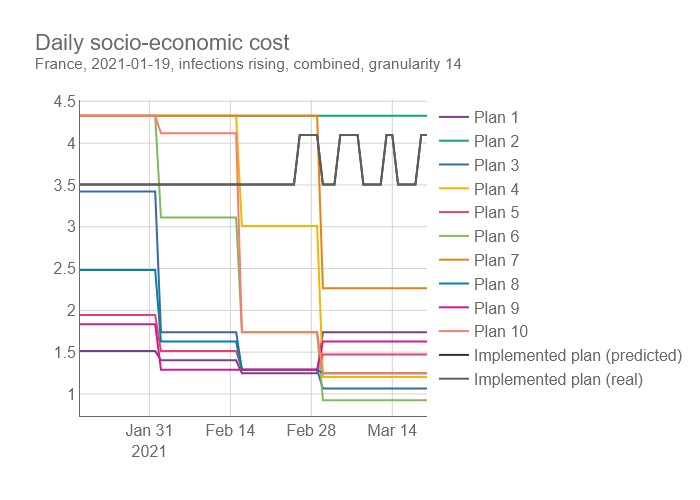 Daily socio-economic cost
France, 2021-01-19, infections rising, combined, granularity 14
4.5
4
3.5
3
2.5
2
1.5
1
Jan 31
2021
Feb 14
Feb 28
Mar 14
Plan 1
Plan 2
Plan 3
Plan 4
Plan 5
Plan 6
Plan 7
Plan 8
Plan 9
Plan 10
Implemented plan (predicted)
Implemented plan (real)